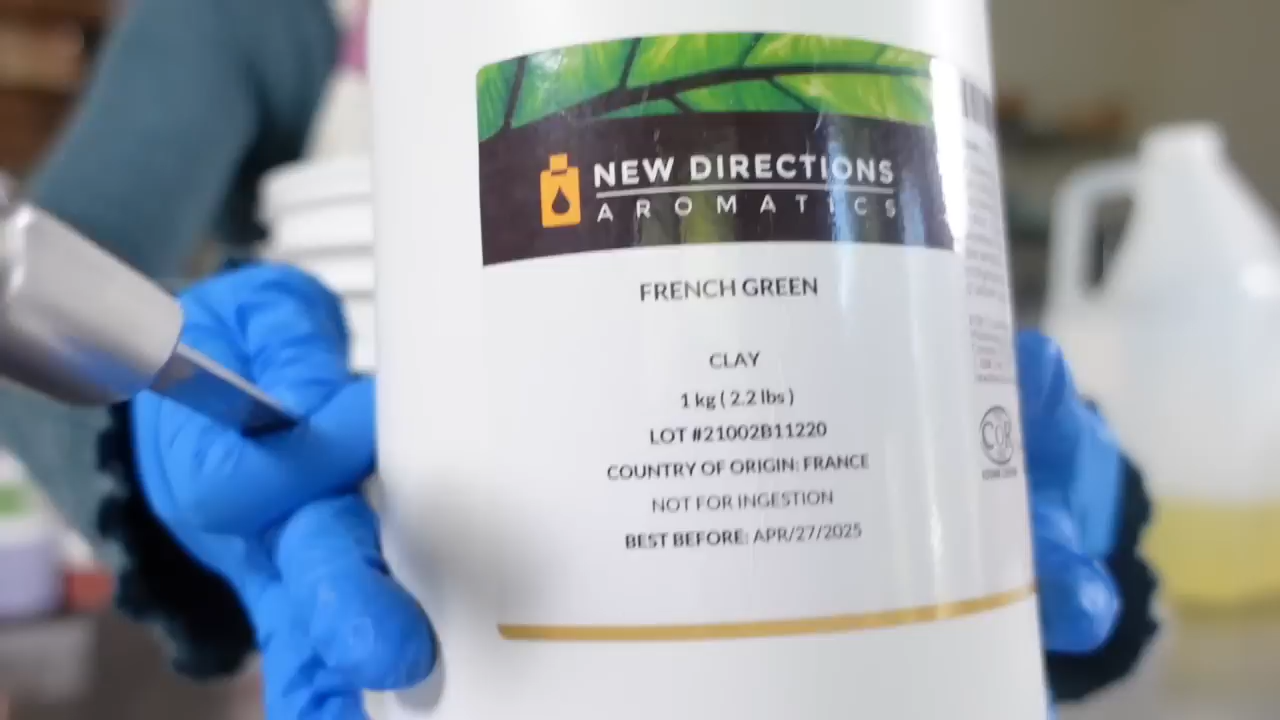 NEW DIRECTIONS
AROMATICS
FRENCH GREEN
CLAY
1 kg ( 2.2 lbs )
LOT #21002B11220
COUNTRY OF ORIGIN: FRANCE
NOT FOR INGESTION
BEST BEFORE: APR/27/2025
COR